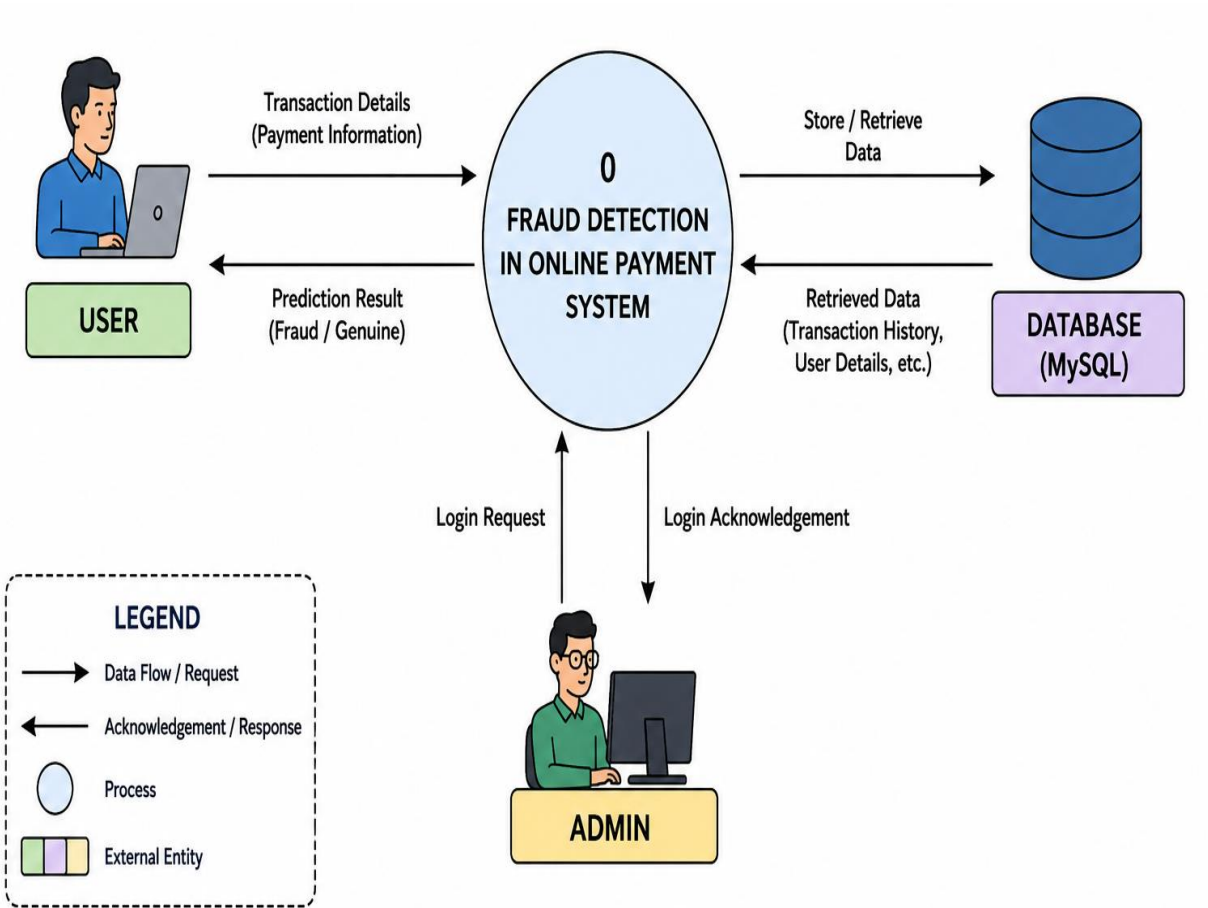 Transaction Details
(Payment Information)
Prediction Result
(Fraud / Genuine)
USER
0
FRAUD DETECTION
IN ONLINE PAYMENT
SYSTEM
Store / Retrieve
Data
Retrieved Data
(Transaction History,
User Details, etc.)
DATABASE
(MySQL)
Login Request
Login Acknowledgement
ADMIN
LEGEND
Data Flow / Request
Acknowledgement / Response
Process
External Entity